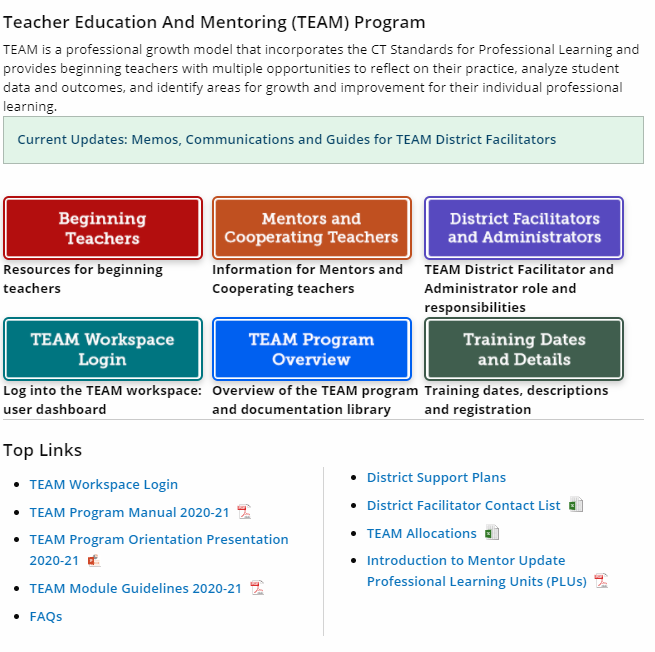 Teacher Education And Mentoring (TEAM) Program
TEAM is a professional growth model that incorporates the CT Standards for Professional Learning and
provides beginning teachers with multiple opportunities to reflect on their practice, analyze student
data and outcomes, and identify areas for growth and improvement for their individual professional
learning.
Current Updates: Memos, Communications and Guides for TEAM District Facilitators
Beginning
Teachers
Resources for beginning
teachers
Mentors and
Cooperating Teachers
Information for Mentors and
Cooperating teachers
District Facilitators
and Administrators
TEAM District Facilitator and
Administrator role and
responsibilities
TEAM Workspace
Login
Log into the TEAM workspace:
user dashboard
TEAM Program
Overview
Overview of the TEAM program
and documentation library
Training Dates
and Details
Training dates, descriptions
and registration
Top Links
TEAM Workspace Login
TEAM Program Manual 2020-21
TEAM Program Orientation Presentation
2020-21
TEAM Module Guidelines 2020-21
FAQs
District Support Plans
District Facilitator Contact List
TEAM Allocations
Introduction to Mentor Update
Professional Learning Units (PLUs)